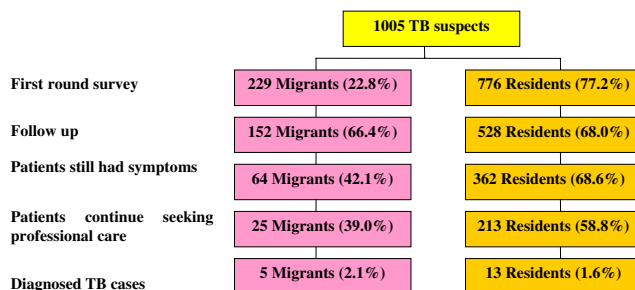 1005 TB suspects
First round survey
229 Migrants (22.8%)
776 Residents (77.2%)
Follow up
152 Migrants (66.4%)
528 Residents (68.0%)
Patients still had symptoms
64 Migrants (42.1%)
362 Residents (68.6%)
Patients continue seeking
professional care
25 Migrants (39.0%)
213 Residents (58.8%)
Diagnosed TB cases
5 Migrants (2.1%)
13 Residents (1.6%)